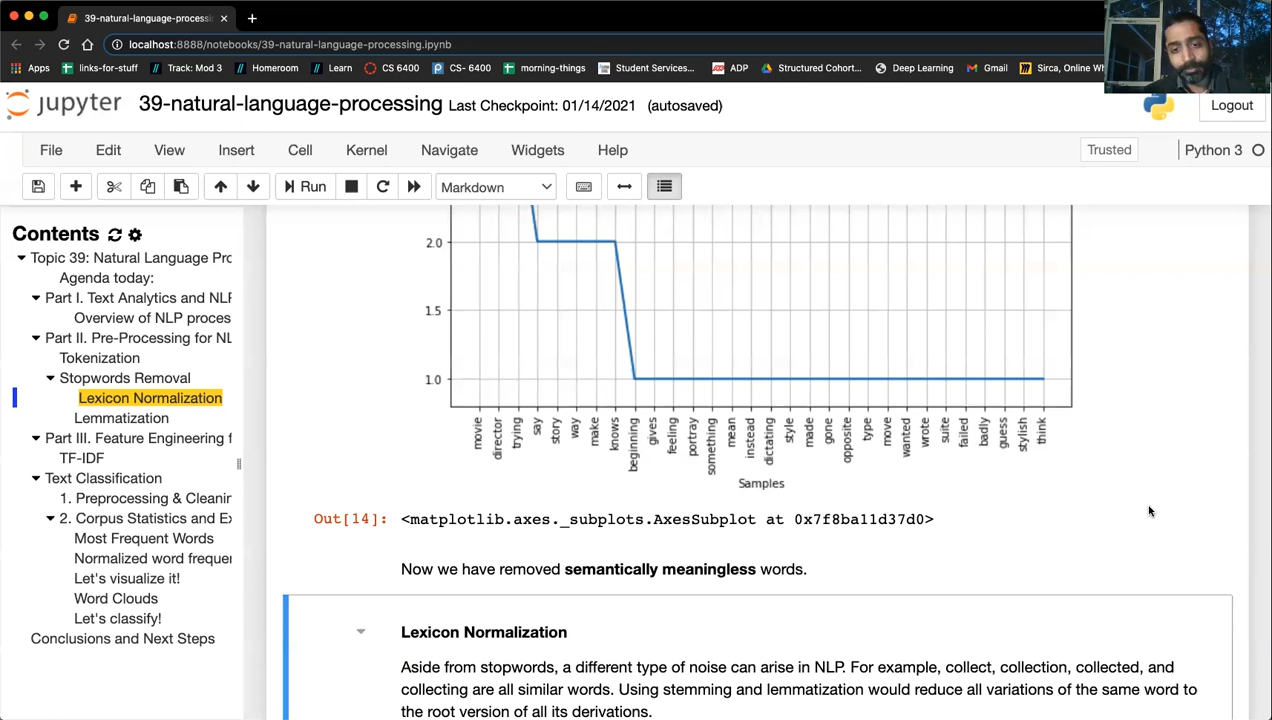 39-natural-language-processin
localhost:8888/notebooks/39-natural-language-processing.ipynb
Apps links-for-stuff Track: Mod 3 Homeroom Learn CS 6400 CS- 6400 morning-things Student Services... ADP Structured Cohort... Deep Learning Gmail Sirca, Online Wh
jupyter 39-natural-language-processing Last Checkpoint: 01/14/2021 (autosaved) Logout
File Edit View Insert Cell Kernel Navigate Widgets Help Trusted Python 3
Run Markdown
Contents
Topic 39: Natural Language Prc
Agenda today:
Part I. Text Analytics and NLF
Overview of NLP proces
Part II. Pre-Processing for NL
Tokenization
Stopwords Removal
Lexicon Normalization
Lemmatization
Part III. Feature Engineering f
TF-IDF
Text Classification
1. Preprocessing & Cleanin
2. Corpus Statistics and Ex
Most Frequent Words
Normalized word frequer
Let's visualize it!
Word Clouds
Let's classify!
Conclusions and Next Steps
2.0
1.5
1.0
movie director trying say story way make knows beginning gives feeling portray something mean instead dictating style made gone opposite type move wanted wrote suite failed badly guess stylish think
Samples
Out[14]: <matplotlib.axes._subplots.AxesSubplot at 0x7f8ba11d37d0>
Now we have removed semantically meaningless words.
Lexicon Normalization
Aside from stopwords, a different type of noise can arise in NLP. For example, collect, collection, collected, and
collecting are all similar words. Using stemming and lemmatization would reduce all variations of the same word to
the root version of all its derivations.